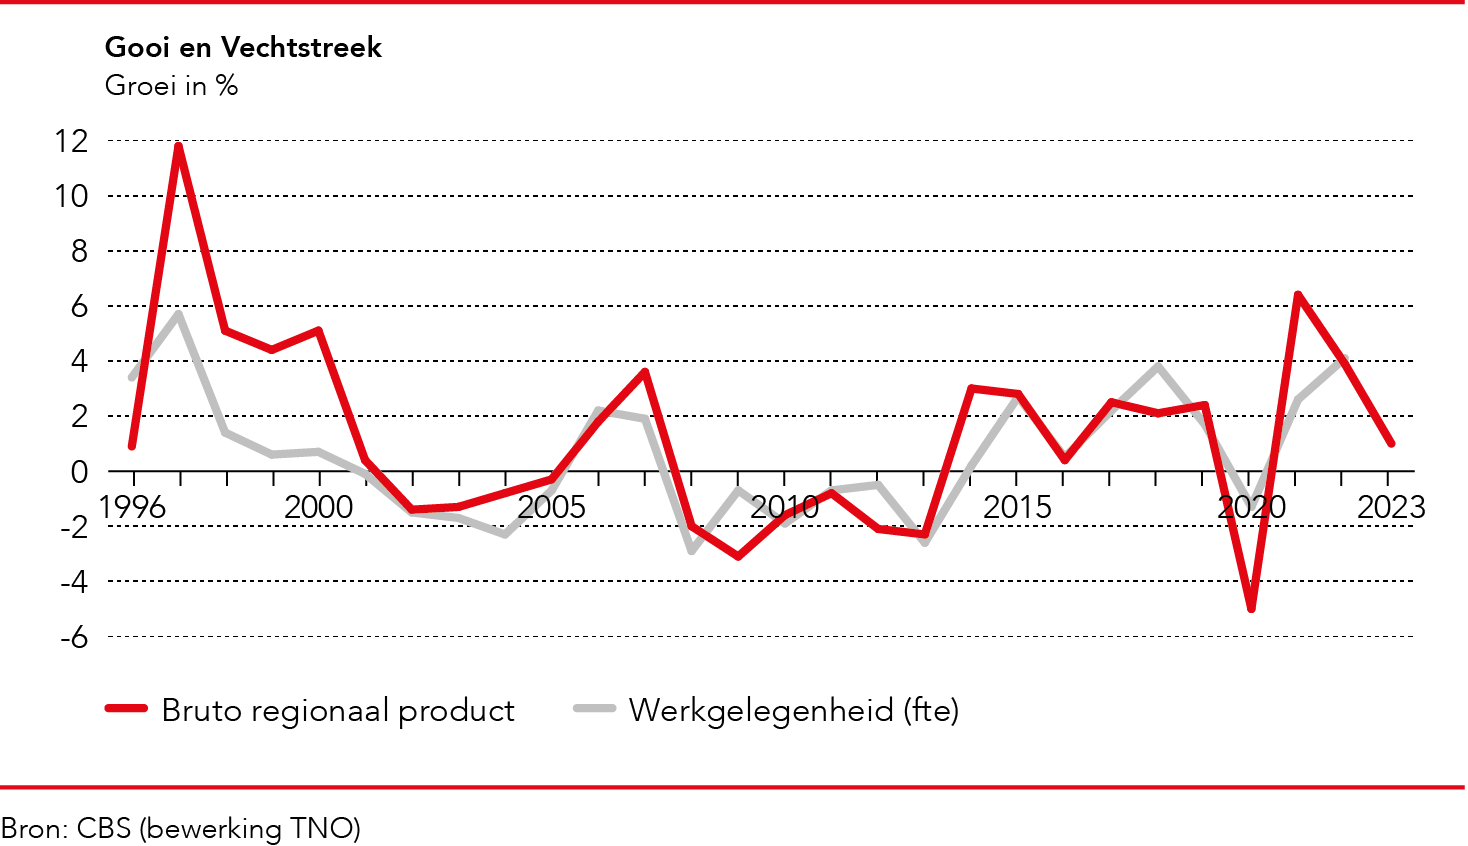 Gooi en Vechtstreek
Groei in %
12
10
8
6
4
2
0
-2
-4
-6
1996 2000 2005 2010 2015 2020 2023
Bruto regionaal product Werkgelegenheid (fte)
Bron: CBS (bewerking TNO)